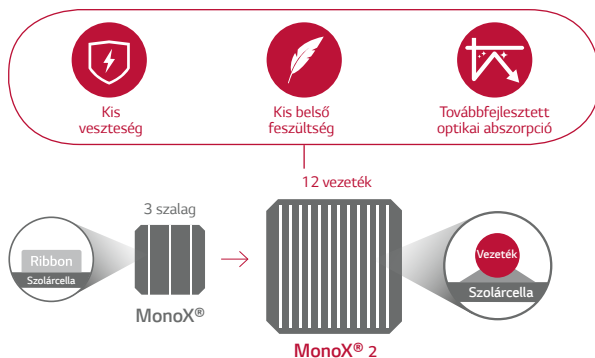 Kis
veszteség
Kis belső
feszültség
Továbbfejlesztett
optikai abszorpció
12 vezeték
3 szalag
Ribbon
Szolárcella
MonoX®
Vezeték
Szolárcella
MonoX® 2